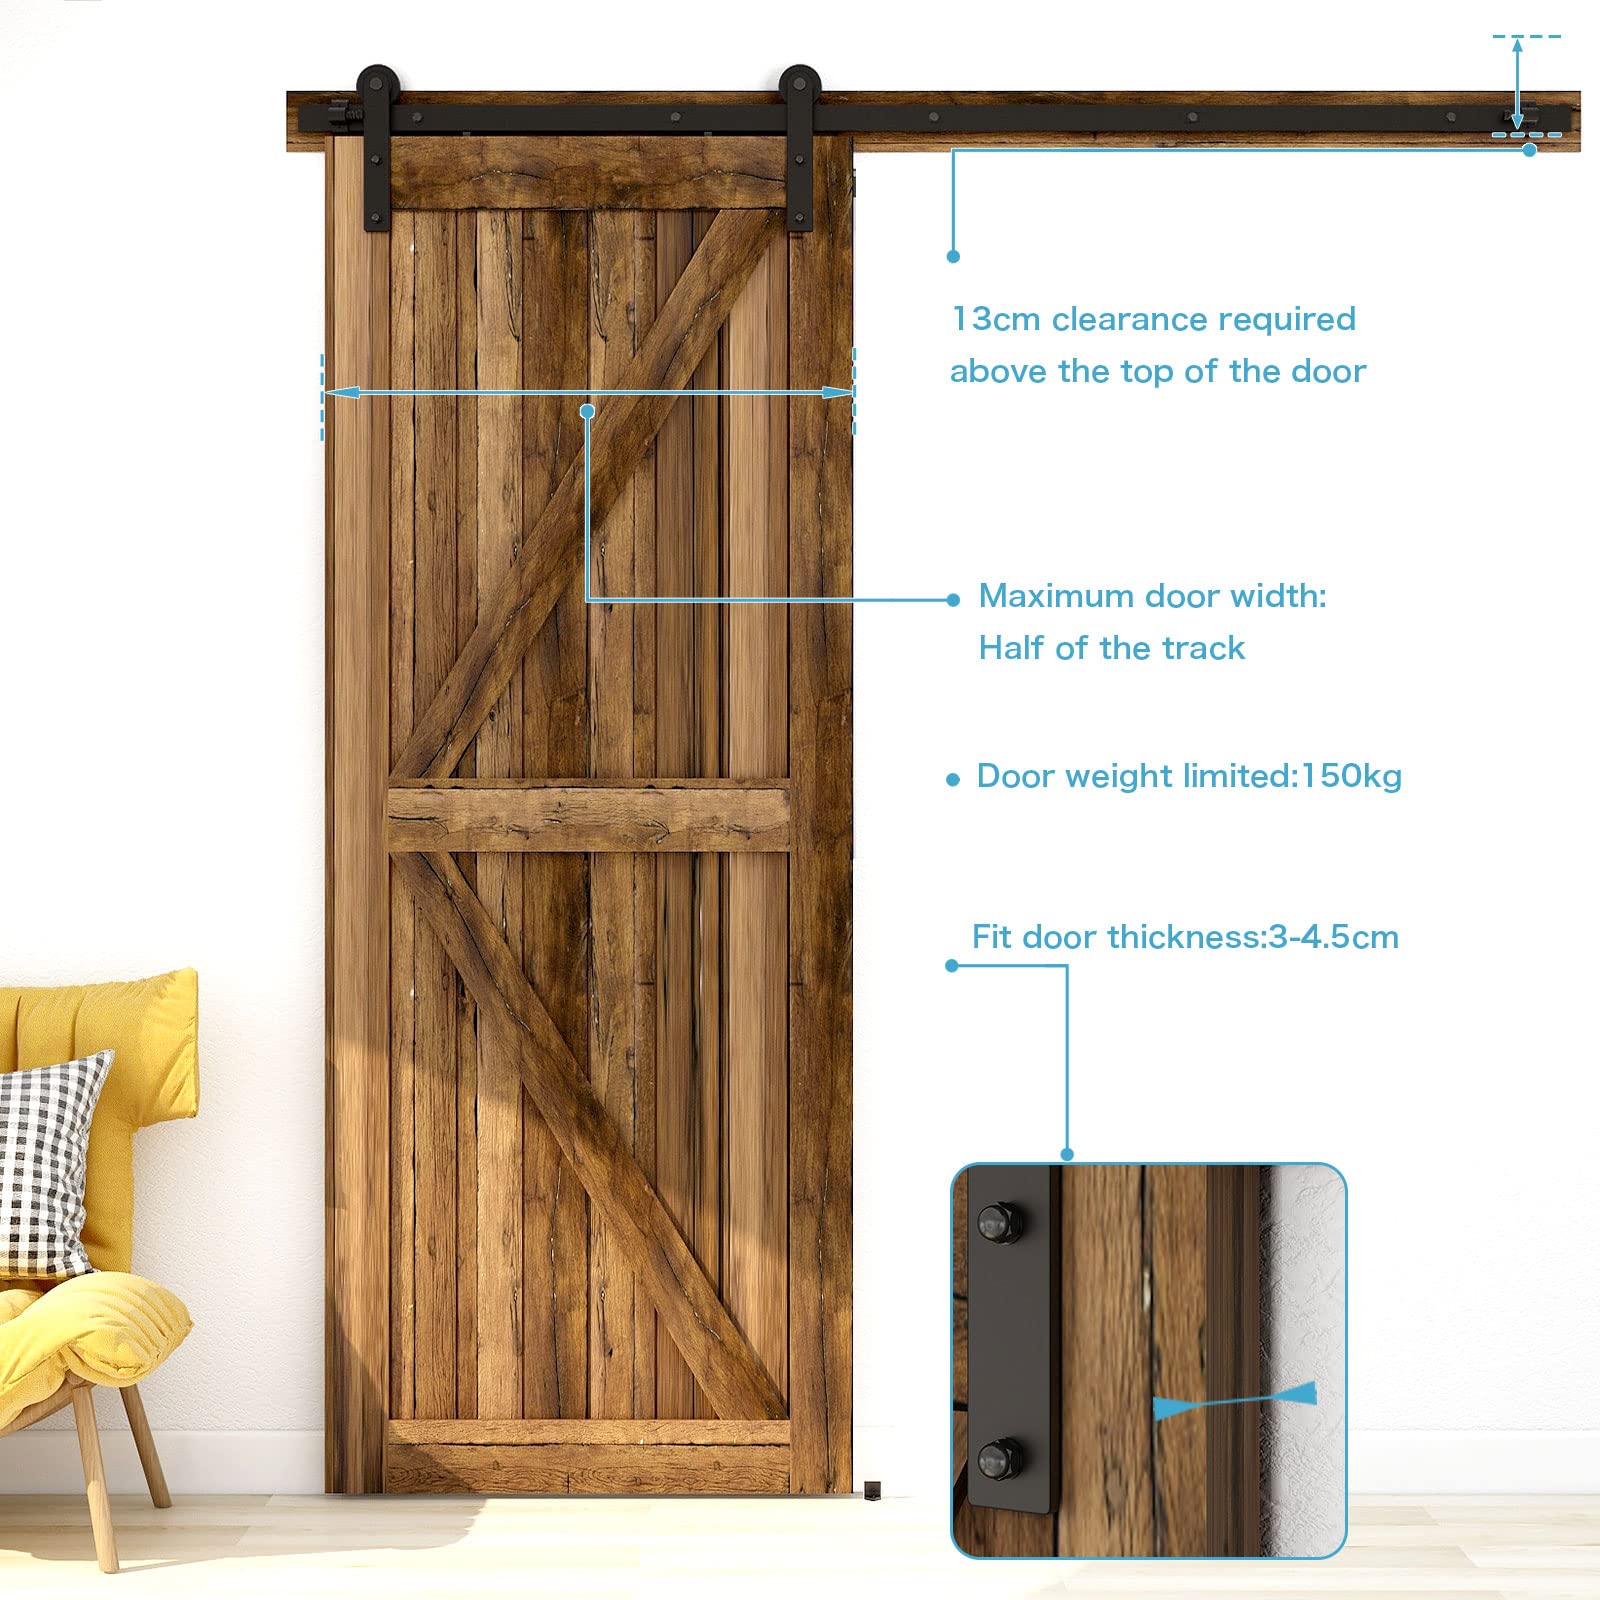 13cm clearance required
above the top of the door
Maximum door width:
Half of the track
Door weight limited:150kg
Fit door thickness:3-4.5cm